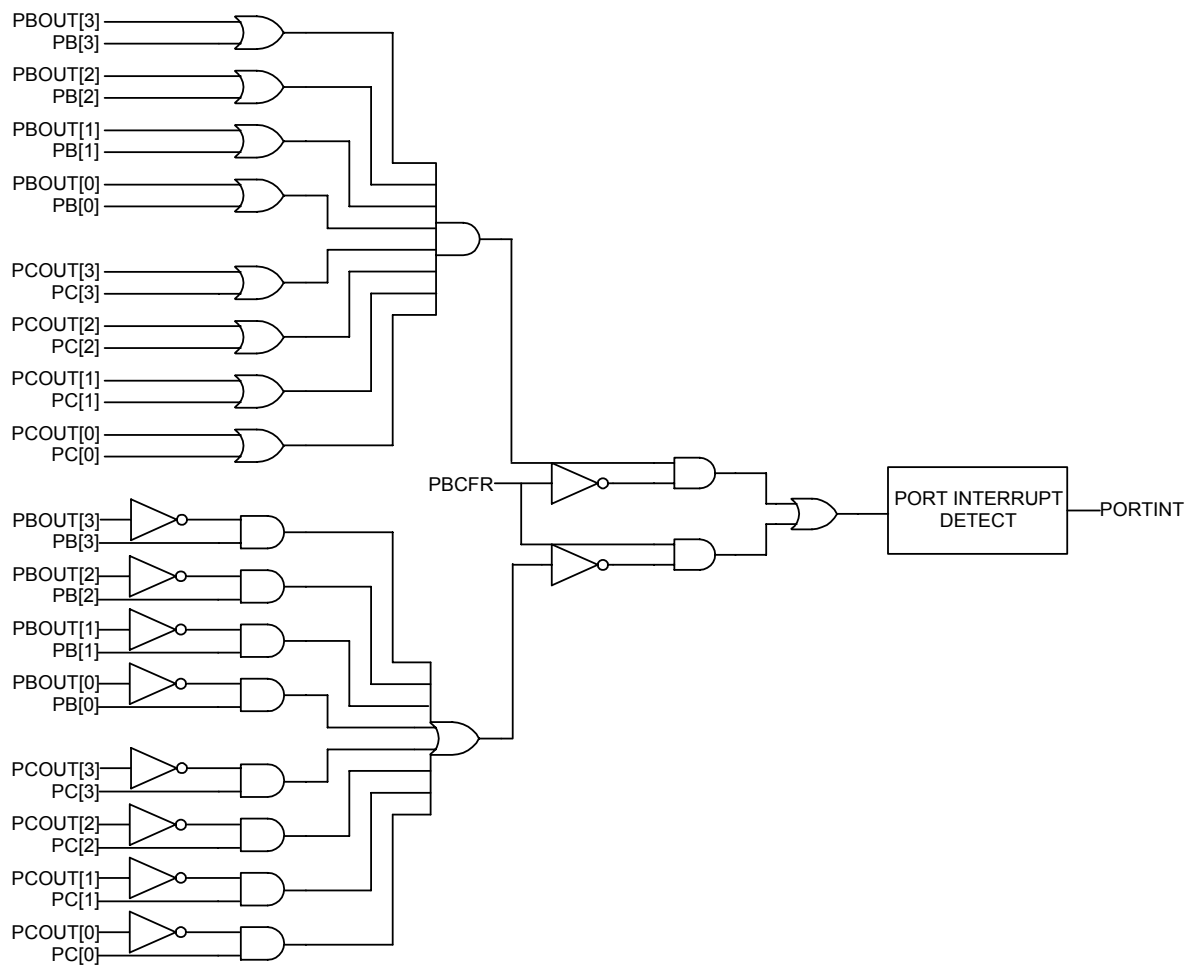 PBOUT[3]
PB[3]
PBOUT[2]
PB[2]
PBOUT[1]
PB[1]
PBOUT[0]
PB[0]
PCOUT[3]
PC[3]
PCOUT[2]
PC[2]
PCOUT[1]
PC[1]
PCOUT[0]
PC[0]
PBCFR
PORT INTERRUPT
DETECT
PORTINT
PBOUT[3]
PB[3]
PBOUT[2]
PB[2]
PBOUT[1]
PB[1]
PBOUT[0]
PB[0]
PCOUT[3]
PC[3]
PCOUT[2]
PC[2]
PCOUT[1]
PC[1]
PCOUT[0]
PC[0]